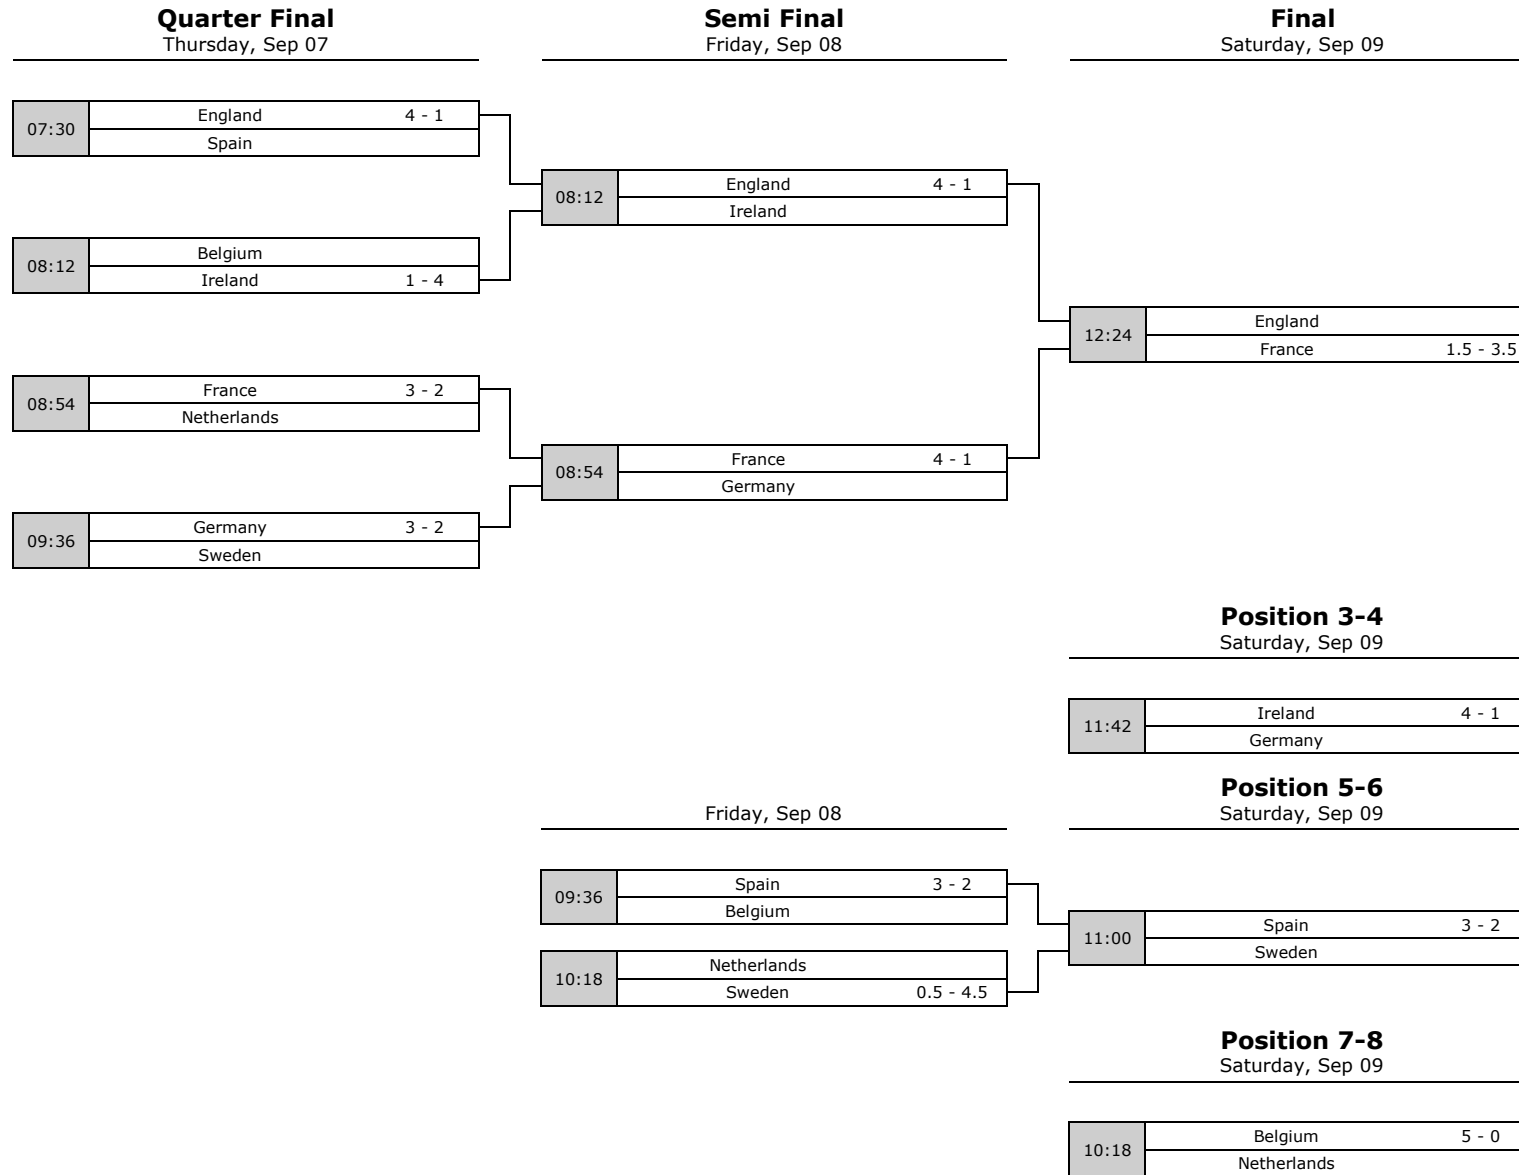 Quarter Final
Thursday, Sep 07
Semi Final
Friday, Sep 08
Final
Saturday, Sep 09
07:30
England 4 - 1
Spain
08:12
Belgium
Ireland 1 - 4
08:54
France 3 - 2
Netherlands
09:36
Germany 3 - 2
Sweden
08:12
England 4 - 1
Ireland
08:54
France 4 - 1
Germany
12:24
England
France 1.5 - 3.5
Position 3-4
Saturday, Sep 09
11:42
Ireland 4 - 1
Germany
Friday, Sep 08
Position 5-6
Saturday, Sep 09
09:36
Spain 3 - 2
Belgium
10:18
Netherlands
Sweden 0.5 - 4.5
11:00
Spain 3 - 2
Sweden
Position 7-8
Saturday, Sep 09
10:18
Belgium 5 - 0
Netherlands